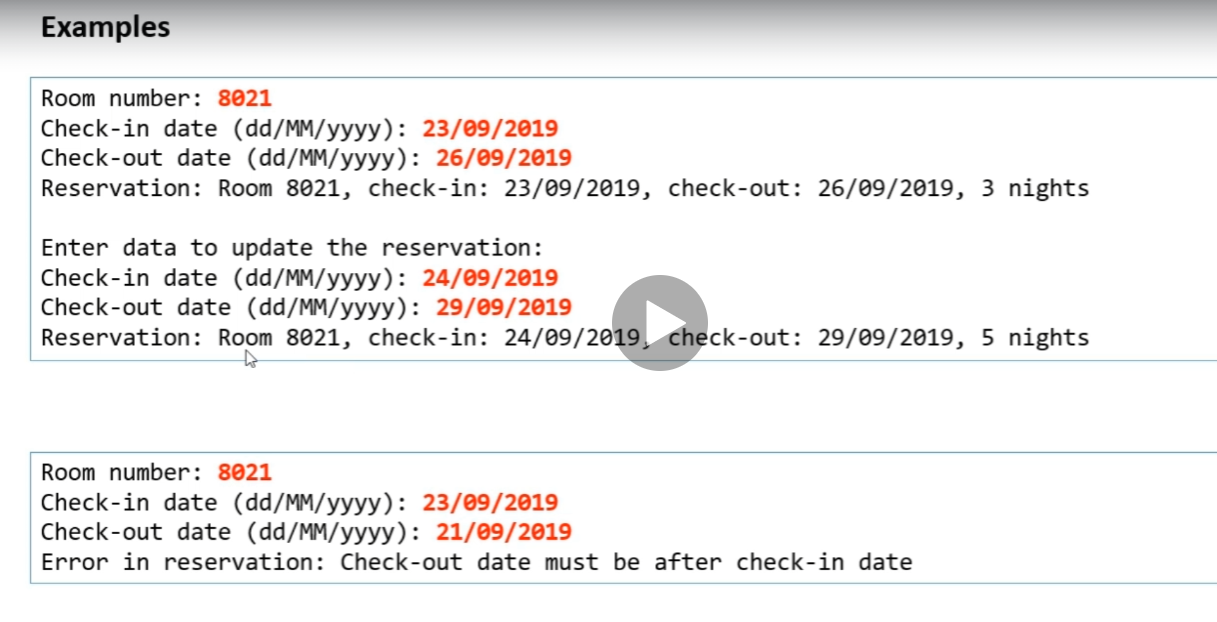 Examples
Room number: 8021
Check-in date (dd/MM/yyyy): 23/09/2019
Check-out date (dd/MM/yyyy): 26/09/2019
Reservation: Room 8021, check-in: 23/09/2019, check-out: 26/09/2019, 3 nights
Enter data to update the reservation:
Check-in date (dd/MM/yyyy): 24/09/2019
Check-out date (dd/MM/yyyy): 29/09/2019
Reservation: Room 8021, check-in: 24/09/2019, check-out: 29/09/2019, 5 nights
Room number: 8021
Check-in date (dd/MM/yyyy): 23/09/2019
Check-out date (dd/MM/yyyy): 21/09/2019
Error in reservation: Check-out date must be after check-in date